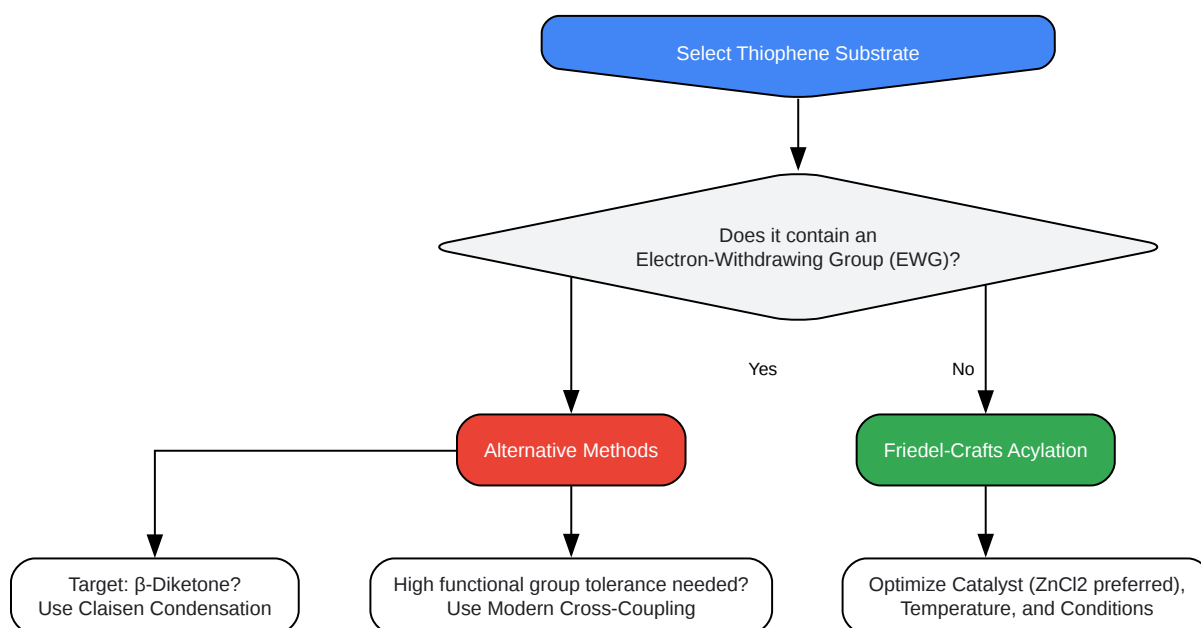 Select Thiophene Substrate
Does it contain an
Electron-Withdrawing Group (EWG)?
Yes
No
Alternative Methods
Friedel-Crafts Acylation
Target: β-Diketone?
Use Claisen Condensation
High functional group tolerance needed?
Use Modern Cross-Coupling
Optimize Catalyst (ZnCl2 preferred),
Temperature, and Conditions